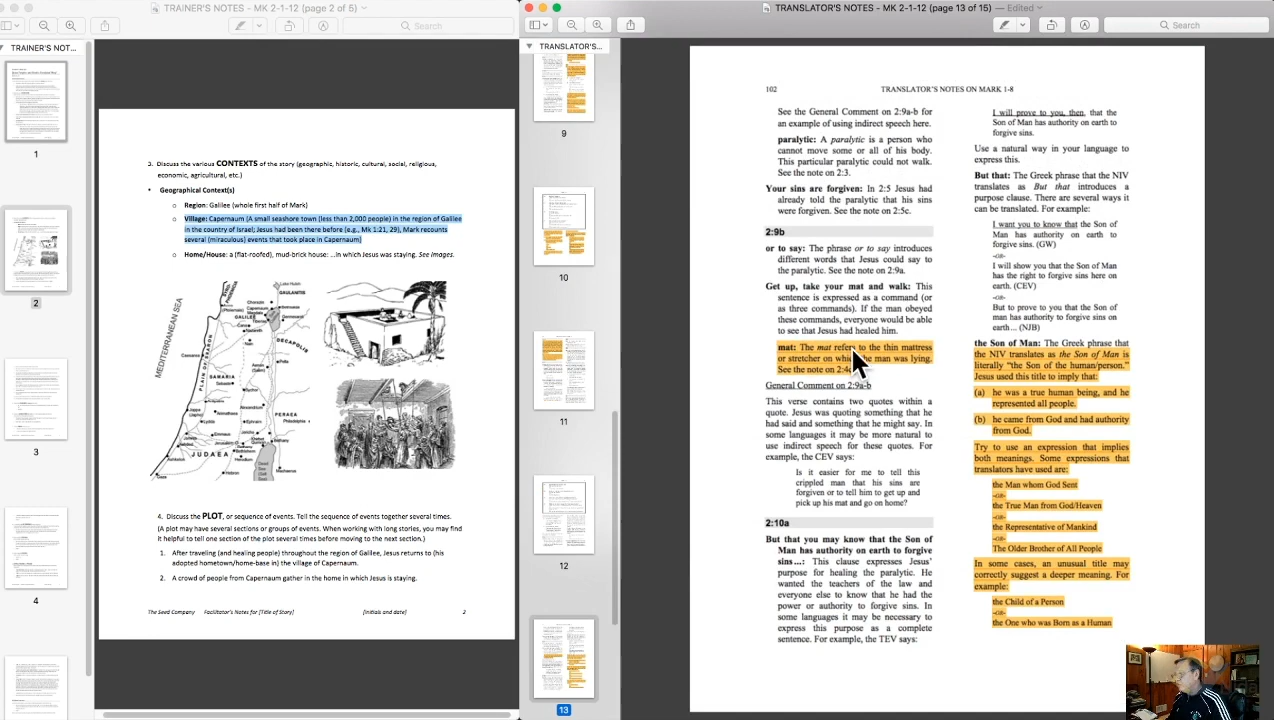 TRAINER'S NOTES - MK 2-1-12 (page 2 of 5)
Search
TRAINER'S NOT...
1
2
3
4
3. Discuss the various CONTEXTS of the story (geographic, historic, cultural, social, religious,
economic, agricultural, etc.)
• Geographical Context(s)
o Region: Galilee (whole first half of Mark)
o Village: Capernaum (A small seashore town (less than 2,000 people) in the region of Galilee
in the country of Israel; Jesus had been there before (e.g., Mk 1:21, 29), Mark recounts
several (miraculous) events that took place in Capernaum)
o Home/House: a (flat-roofed), mud-brick house: ...in which Jesus was staying. See images.
MEDITERRANEAN SEA
GAULANITIS
GALILEE
DECAPOLIS
SAMARIA
PERAEA
JUDAEA
4. Discuss the PLOT, or sequence of events. Tell the sequence of events together several times.
(A plot may have several sections or groups of events. When working with long stories, you may find
it helpful to tell one section of the plot several times before moving to the next section.)
1. After traveling (and healing people) throughout the region of Galilee, Jesus returns to (his
adopted hometown/home-base in) the village of Capernaum.
2. A crowd of people from Capernaum gather in the home in which Jesus is staying.
The Seed Company Facilitator's Notes for [Title of Story] [Initials and date] 2
TRANSLATOR'S NOTES - MK 2-1-12 (page 13 of 15) — Edited
Search
TRANSLATOR'S...
9
10
11
12
13
102 TRANSLATOR'S NOTES ON MARK 1-8
See the General Comment on 2:9a-b for
an example of using indirect speech here.
paralytic: A paralytic is a person who
cannot move some or all of his body.
This particular paralytic could not walk.
See the note on 2:3.
Your sins are forgiven: In 2:5 Jesus had
already told the paralytic that his sins
were forgiven. See the note on 2:5c.
2:9b
or to say: The phrase or to say introduces
different words that Jesus could say to
the paralytic. See the note on 2:9a.
Get up, take your mat and walk: This
sentence is expressed as a command (or
as three commands). If the man obeyed
these commands, everyone would be able
to see that Jesus had healed him.
mat: The mat refers to the thin mattress
or stretcher on which the man was lying.
See the note on 2:4
General Comment on 2:9a-b
This verse contains two quotes within a
quote. Jesus was quoting something that he
had said and something that he might say. In
some languages it may be more natural to
use indirect speech for these quotes. For
example, the CEV says:
Is it easier for me to tell this
crippled man that his sins are
forgiven or to tell him to get up and
pick up his mat and go on home?
2:10a
But that you may know that the Son of
Man has authority on earth to forgive
sins...: This clause expresses Jesus'
purpose for healing the paralytic. He
wanted the teachers of the law and
everyone else to know that he had the
power or authority to forgive sins. In
some languages it may be necessary to
express this purpose as a complete
sentence. For example, the TEV says:
I will prove to you, then, that the
Son of Man has authority on earth to
forgive sins.
Use a natural way in your language to
express this.
But that: The Greek phrase that the NIV
translates as But that introduces a
purpose clause. There are several ways it
can be translated. For example:
I want you to know that the Son of
Man has authority on earth to
forgive sins. (GW)
-OR-
I will show you that the Son of Man
has the right to forgive sins here on
earth. (CEV)
-OR-
But to prove to you that the Son of
man has authority to forgive sins on
earth... (NJB)
the Son of Man: The Greek phrase that
the NIV translates as the Son of Man is
literally "the Son of the human/person."
Jesus used this title to imply that:
(a) he was a true human being, and he
represented all people.
(b) he came from God and had authority
from God.
Try to use an expression that implies
both meanings. Some expressions that
translators have used are:
the Man whom God Sent
-OR-
the True Man from God/Heaven
-OR-
the Representative of Mankind
-OR-
The Older Brother of All People
In some cases, an unusual title may
correctly suggest a deeper meaning. For
example:
the Child of a Person
-OR-
the One who was Born as a Human